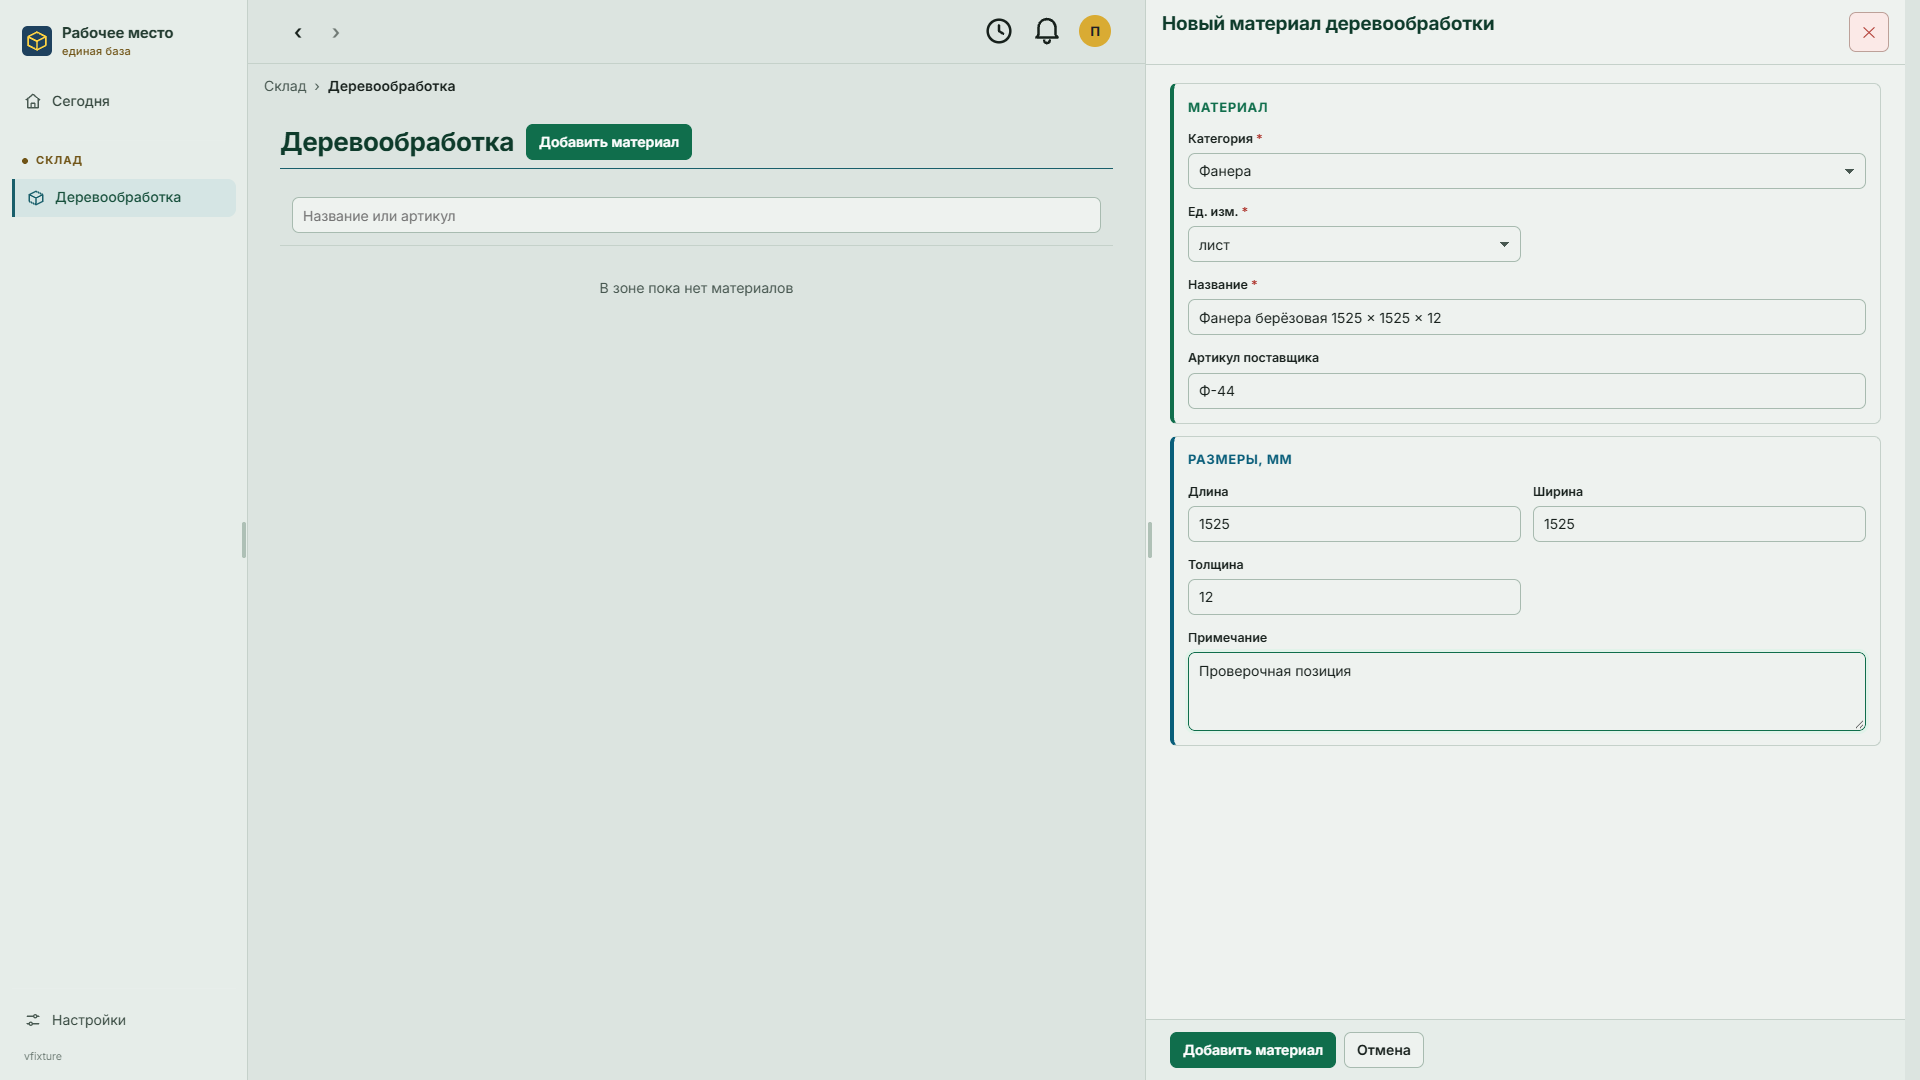 Рабочее место
единая база
Сегодня
СКЛАД
Деревообработка
Настройки
vfixture
П
Склад › Деревообработка
Деревообработка
Добавить материал
Название или артикул
В зоне пока нет материалов
Новый материал деревообработки
МАТЕРИАЛ
Категория *
Фанера
Ед. изм. *
лист
Название *
Фанера берёзовая 1525 × 1525 × 12
Артикул поставщика
Ф-44
РАЗМЕРЫ, ММ
Длина
Ширина
1525
1525
Толщина
12
Примечание
Проверочная позиция
Добавить материал
Отмена